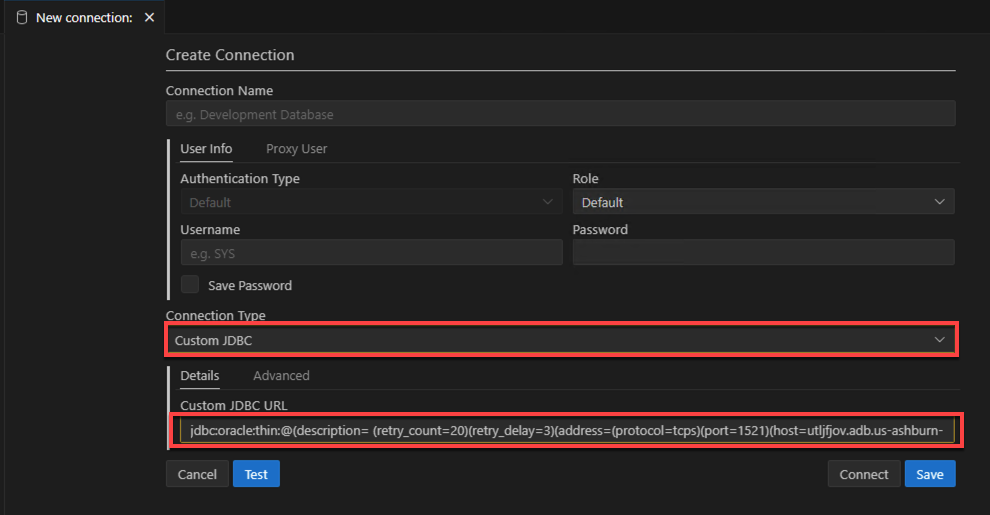 New connection:
Create Connection
Connection Name
e.g. Development Database
User Info Proxy User
Authentication Type Role
Default Default
Username Password
e.g. SYS
Save Password
Connection Type
Custom JDBC
Details Advanced
Custom JDBC URL
jdbc:oracle:thin:@(description= (retry_count=20)(retry_delay=3)(address=(protocol=tcps)(port=1521)(host=utljfjov.adb.us-ashburn-
Cancel Test Connect Save